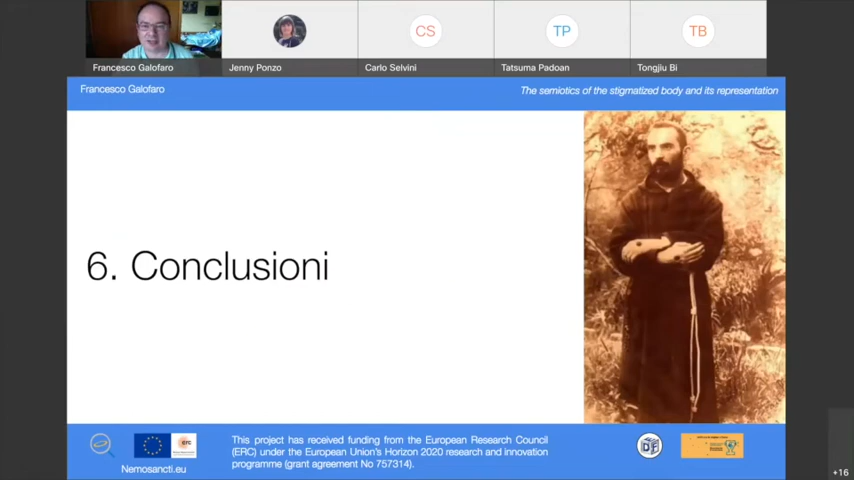 CS
TP
TB
Francesco Galofaro
Jenny Ponzo
Carlo Selvini
Tatsuma Padoan
Tongjiu Bi
Francesco Galofaro
The semiotics of the stigmatized body and its representation
6. Conclusioni
erc
This project has received funding from the European Research Council
(ERC) under the European Union's Horizon 2020 research and innovation
programme (grant agreement No 757314).
Nemosancti.eu
+16